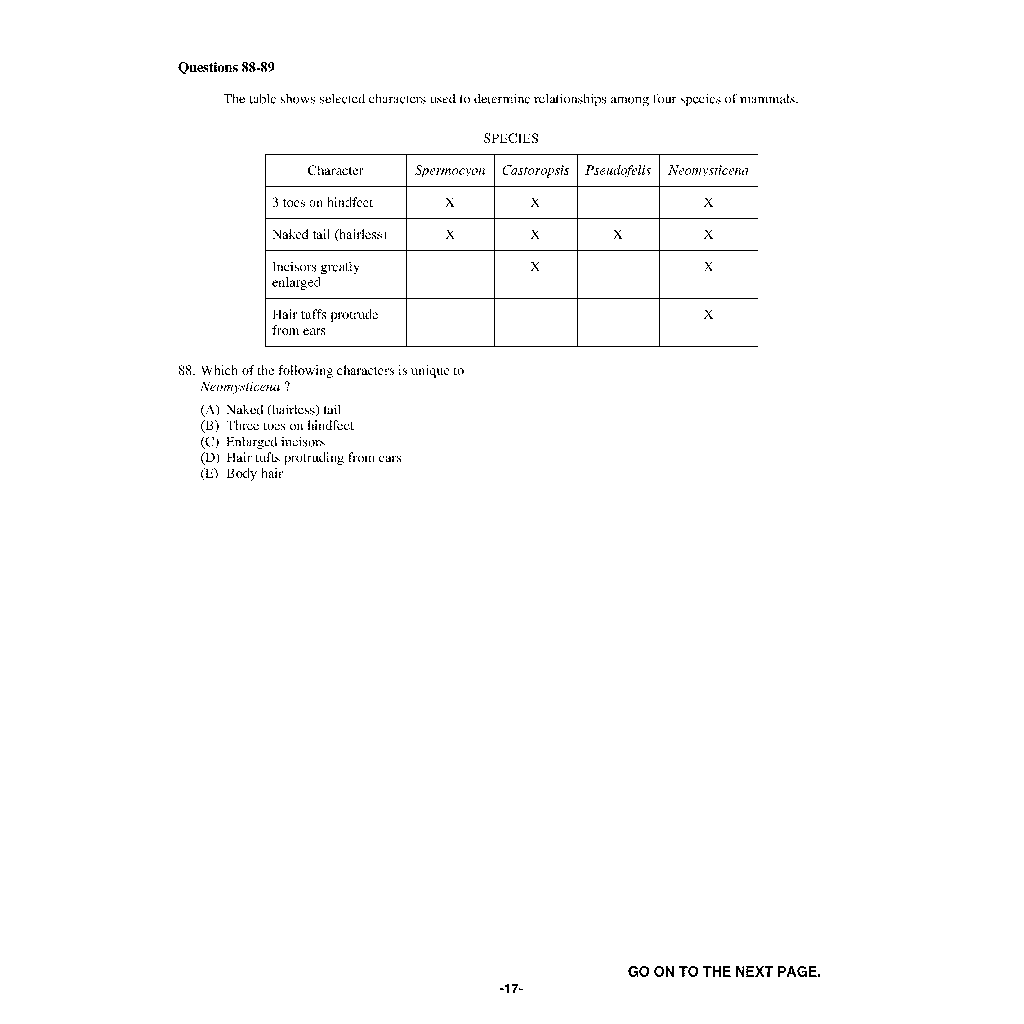 Questions 88-89
The table shows selected characters used to determine relationships among four species of mammals.
SPECIES
Character Spermocyon Castoropsis Pseudofelis Neomysticena
3 toes on hindfeet X X X
Naked tail (hairless) X X X X
Incisors greatly
enlarged X X
Hair tuffs protrude
from ears X
88. Which of the following characters is unique to
Neomysticena ?
(A) Naked (hairless) tail
(B) Three toes on hindfeet
(C) Enlarged incisors
(D) Hair tufts protruding from ears
(E) Body hair
GO ON TO THE NEXT PAGE.
-17-